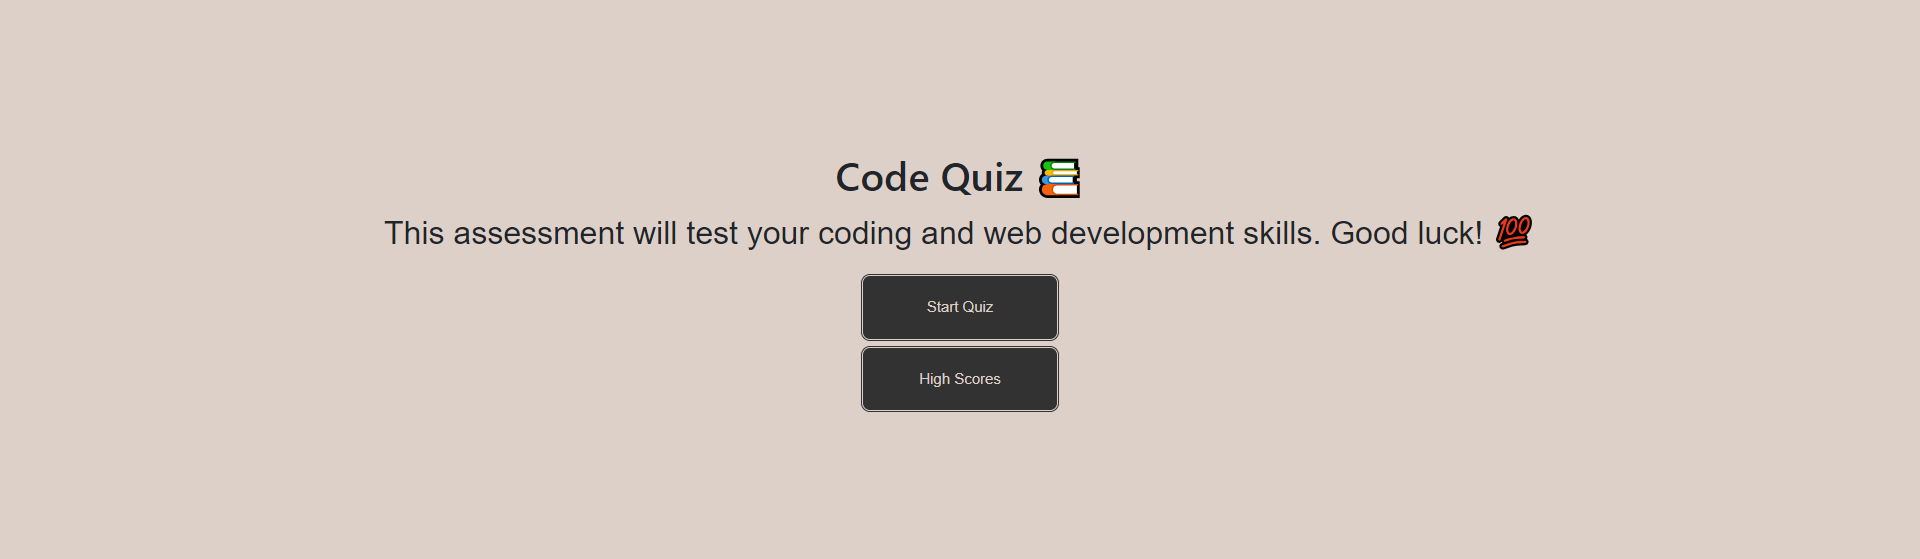 Code Quiz 📚
This assessment will test your coding and web development skills. Good luck! 💯
Start Quiz
High Scores